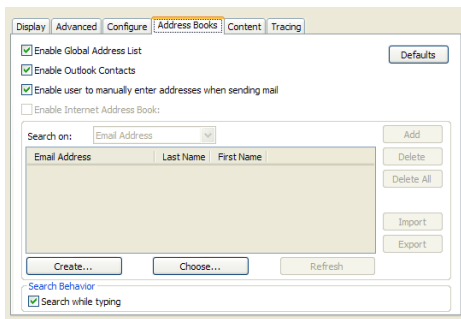 Display Advanced Configure Address Books Content Tracing
Enable Global Address List Defaults
Enable Outlook Contacts
Enable user to manually enter addresses when sending mail
Enable Internet Address Book:
Search on: Email Address Add
Email Address Last Name First Name Delete
Delete All
Import
Export
Create... Choose... Refresh
Search Behavior
Search while typing